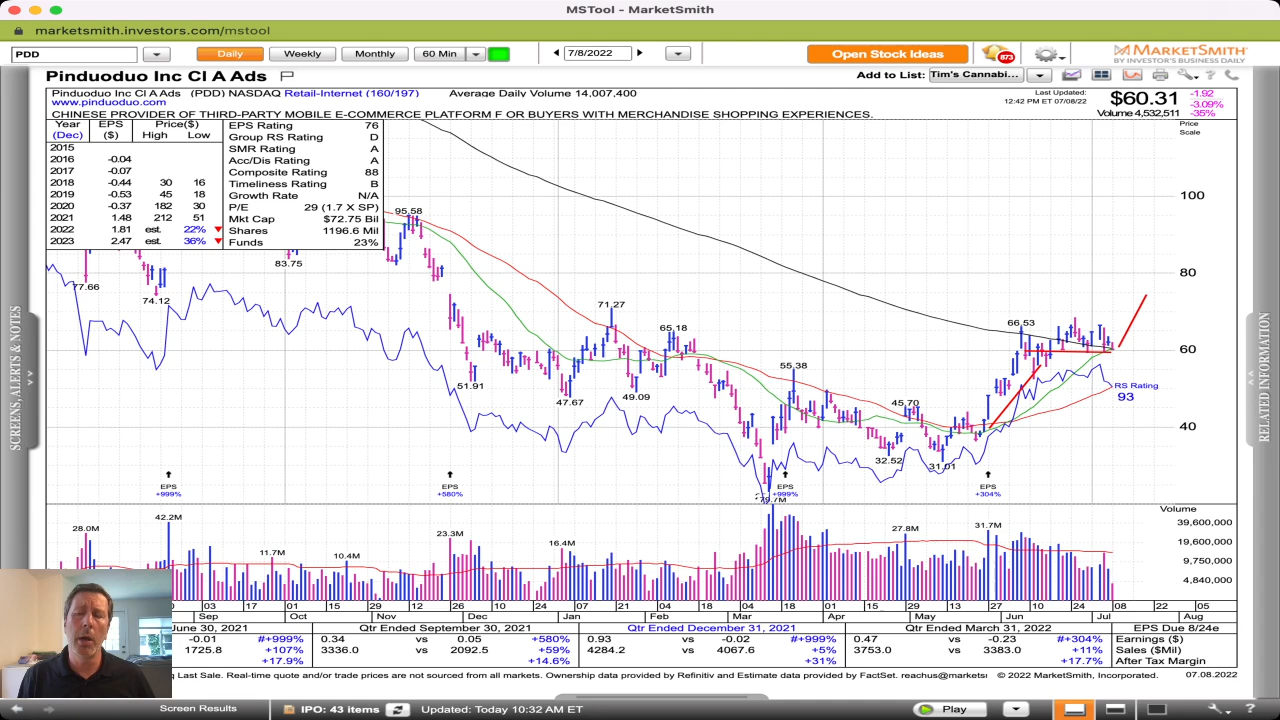 MSTool - MarketSmith
marketsmith.investors.com/mstool
PDD Daily Weekly Monthly 60 Min 7/8/2022 Open Stock Ideas 873 MARKETSMITH
BY INVESTOR'S BUSINESS DAILY
Pinduoduo Inc Cl A Ads Add to List: Tim's Cannabi...
Pinduoduo Inc Cl A Ads (PDD) NASDAQ Retail-Internet (160/197) Average Daily Volume 14,007,400
www.pinduoduo.com
CHINESE PROVIDER OF THIRD-PARTY MOBILE E-COMMERCE PLATFORM FOR BUYERS WITH MERCHANDISE SHOPPING EXPERIENCES.
Last Updated:
12:42 PM ET 07/08/22
$60.31 -1.92
-3.09%
Volume 4,532,511 -35%
Year EPS Price($)
(Dec) ($) High Low
2015
2016 -0.04
2017 -0.07
2018 -0.44 30 16
2019 -0.53 45 18
2020 -0.37 182 30
2021 1.48 212 51
2022 1.81 est. 22%
2023 2.47 est. 36%
EPS Rating 76
Group RS Rating D
SMR Rating A
Acc/Dis Rating A
Composite Rating 88
Timeliness Rating B
Growth Rate N/A
P/E 29 (1.7 X SP)
Mkt Cap $72.75 Bil
Shares 1196.6 Mil
Funds 23%
Price
Scale
100
80
60
40
77.66
74.12
83.75
95.58
51.91
47.67
71.27
49.09
65.18
55.38
32.52
45.70
31.01
66.53
RS Rating
93
EPS
+999%
EPS
+580%
EPS
+999%
EPS
+304%
Volume
39,600,000
19,600,000
9,750,000
4,840,000
28.0M
42.2M
11.7M
10.4M
23.3M
16.4M
27.8M
31.7M
03 17 01 15 29 12 26 10 24 07 21 04 18 04 18 01 15 29 13 27 10 24 08 22 05
Sep Oct Nov Dec Jan Feb Mar Apr May Jun Jul Aug
June 30, 2021 Qtr Ended September 30, 2021 Qtr Ended December 31, 2021 Qtr Ended March 31, 2022 EPS Due 8/24e
-0.01 #+999% 0.34 vs 0.05 +580% 0.93 vs -0.02 #+999% 0.47 vs -0.23 #+304% Earnings ($)
1725.8 +107% 3336.0 vs 2092.5 +59% 4284.2 vs 4067.6 +5% 3753.0 vs 3383.0 +11% Sales ($Mil)
+17.9% +14.6% +31% +17.7% After Tax Margin
q Last Sale. Real-time quote and/or trade prices are not sourced from all markets. Ownership data provided by Refinitiv and Estimate data provided by FactSet. reachus@markets © 2022 MarketSmith, Incorporated. 07.08.2022
SCREENS, ALERTS & NOTES
RELATED INFORMATION
Screen Results IPO: 43 items Updated: Today 10:32 AM ET Play